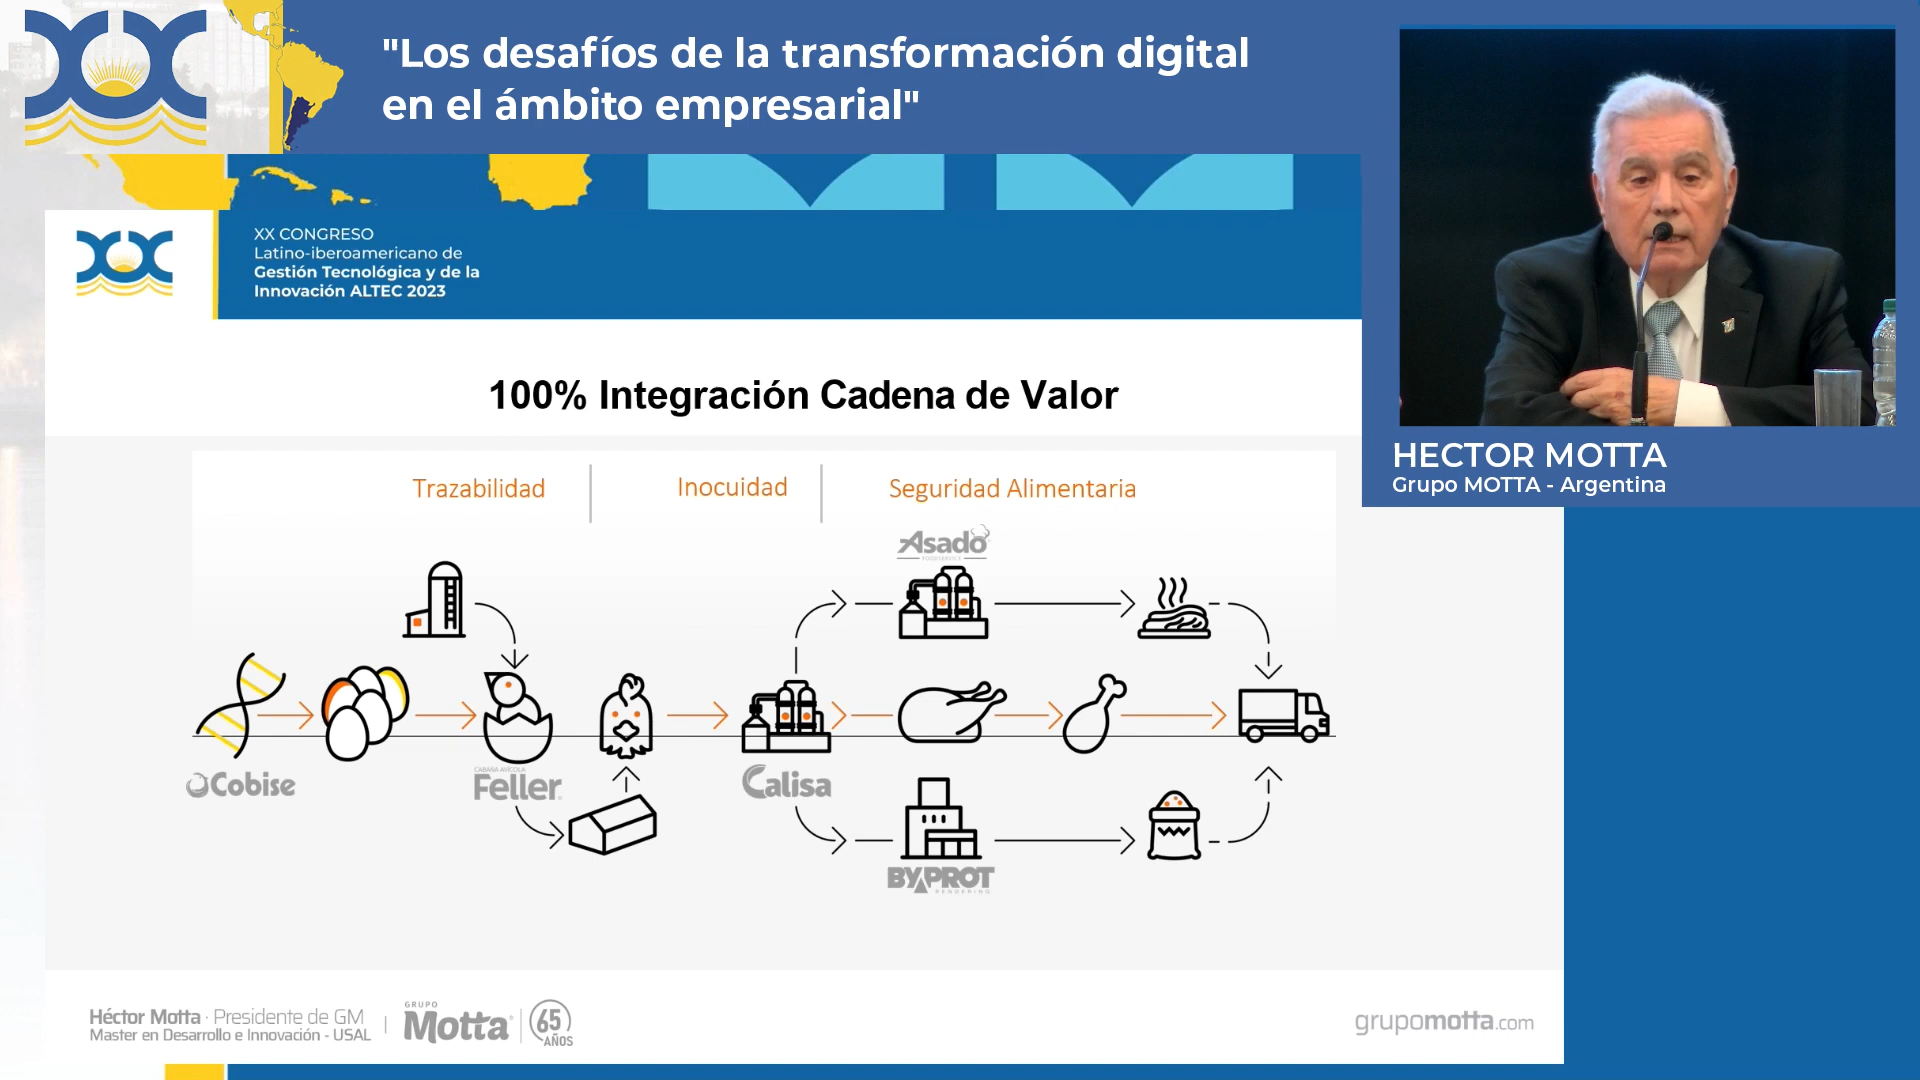 "Los desafíos de la transformación digital
en el ámbito empresarial"
XX CONGRESO
Latino-iberoamericano de
Gestión Tecnológica y de la
Innovación ALTEC 2023
HECTOR MOTTA
Grupo MOTTA - Argentina
100% Integración Cadena de Valor
Trazabilidad
Inocuidad
Seguridad Alimentaria
Asado
Cobise
CABAÑA AVÍCOLA
Feller
Calisa
BYPROT
RENDERING
Héctor Motta · Presidente de GM
Master en Desarrollo e Innovación - USAL
GRUPO
Motta
65
AÑOS
grupomotta.com